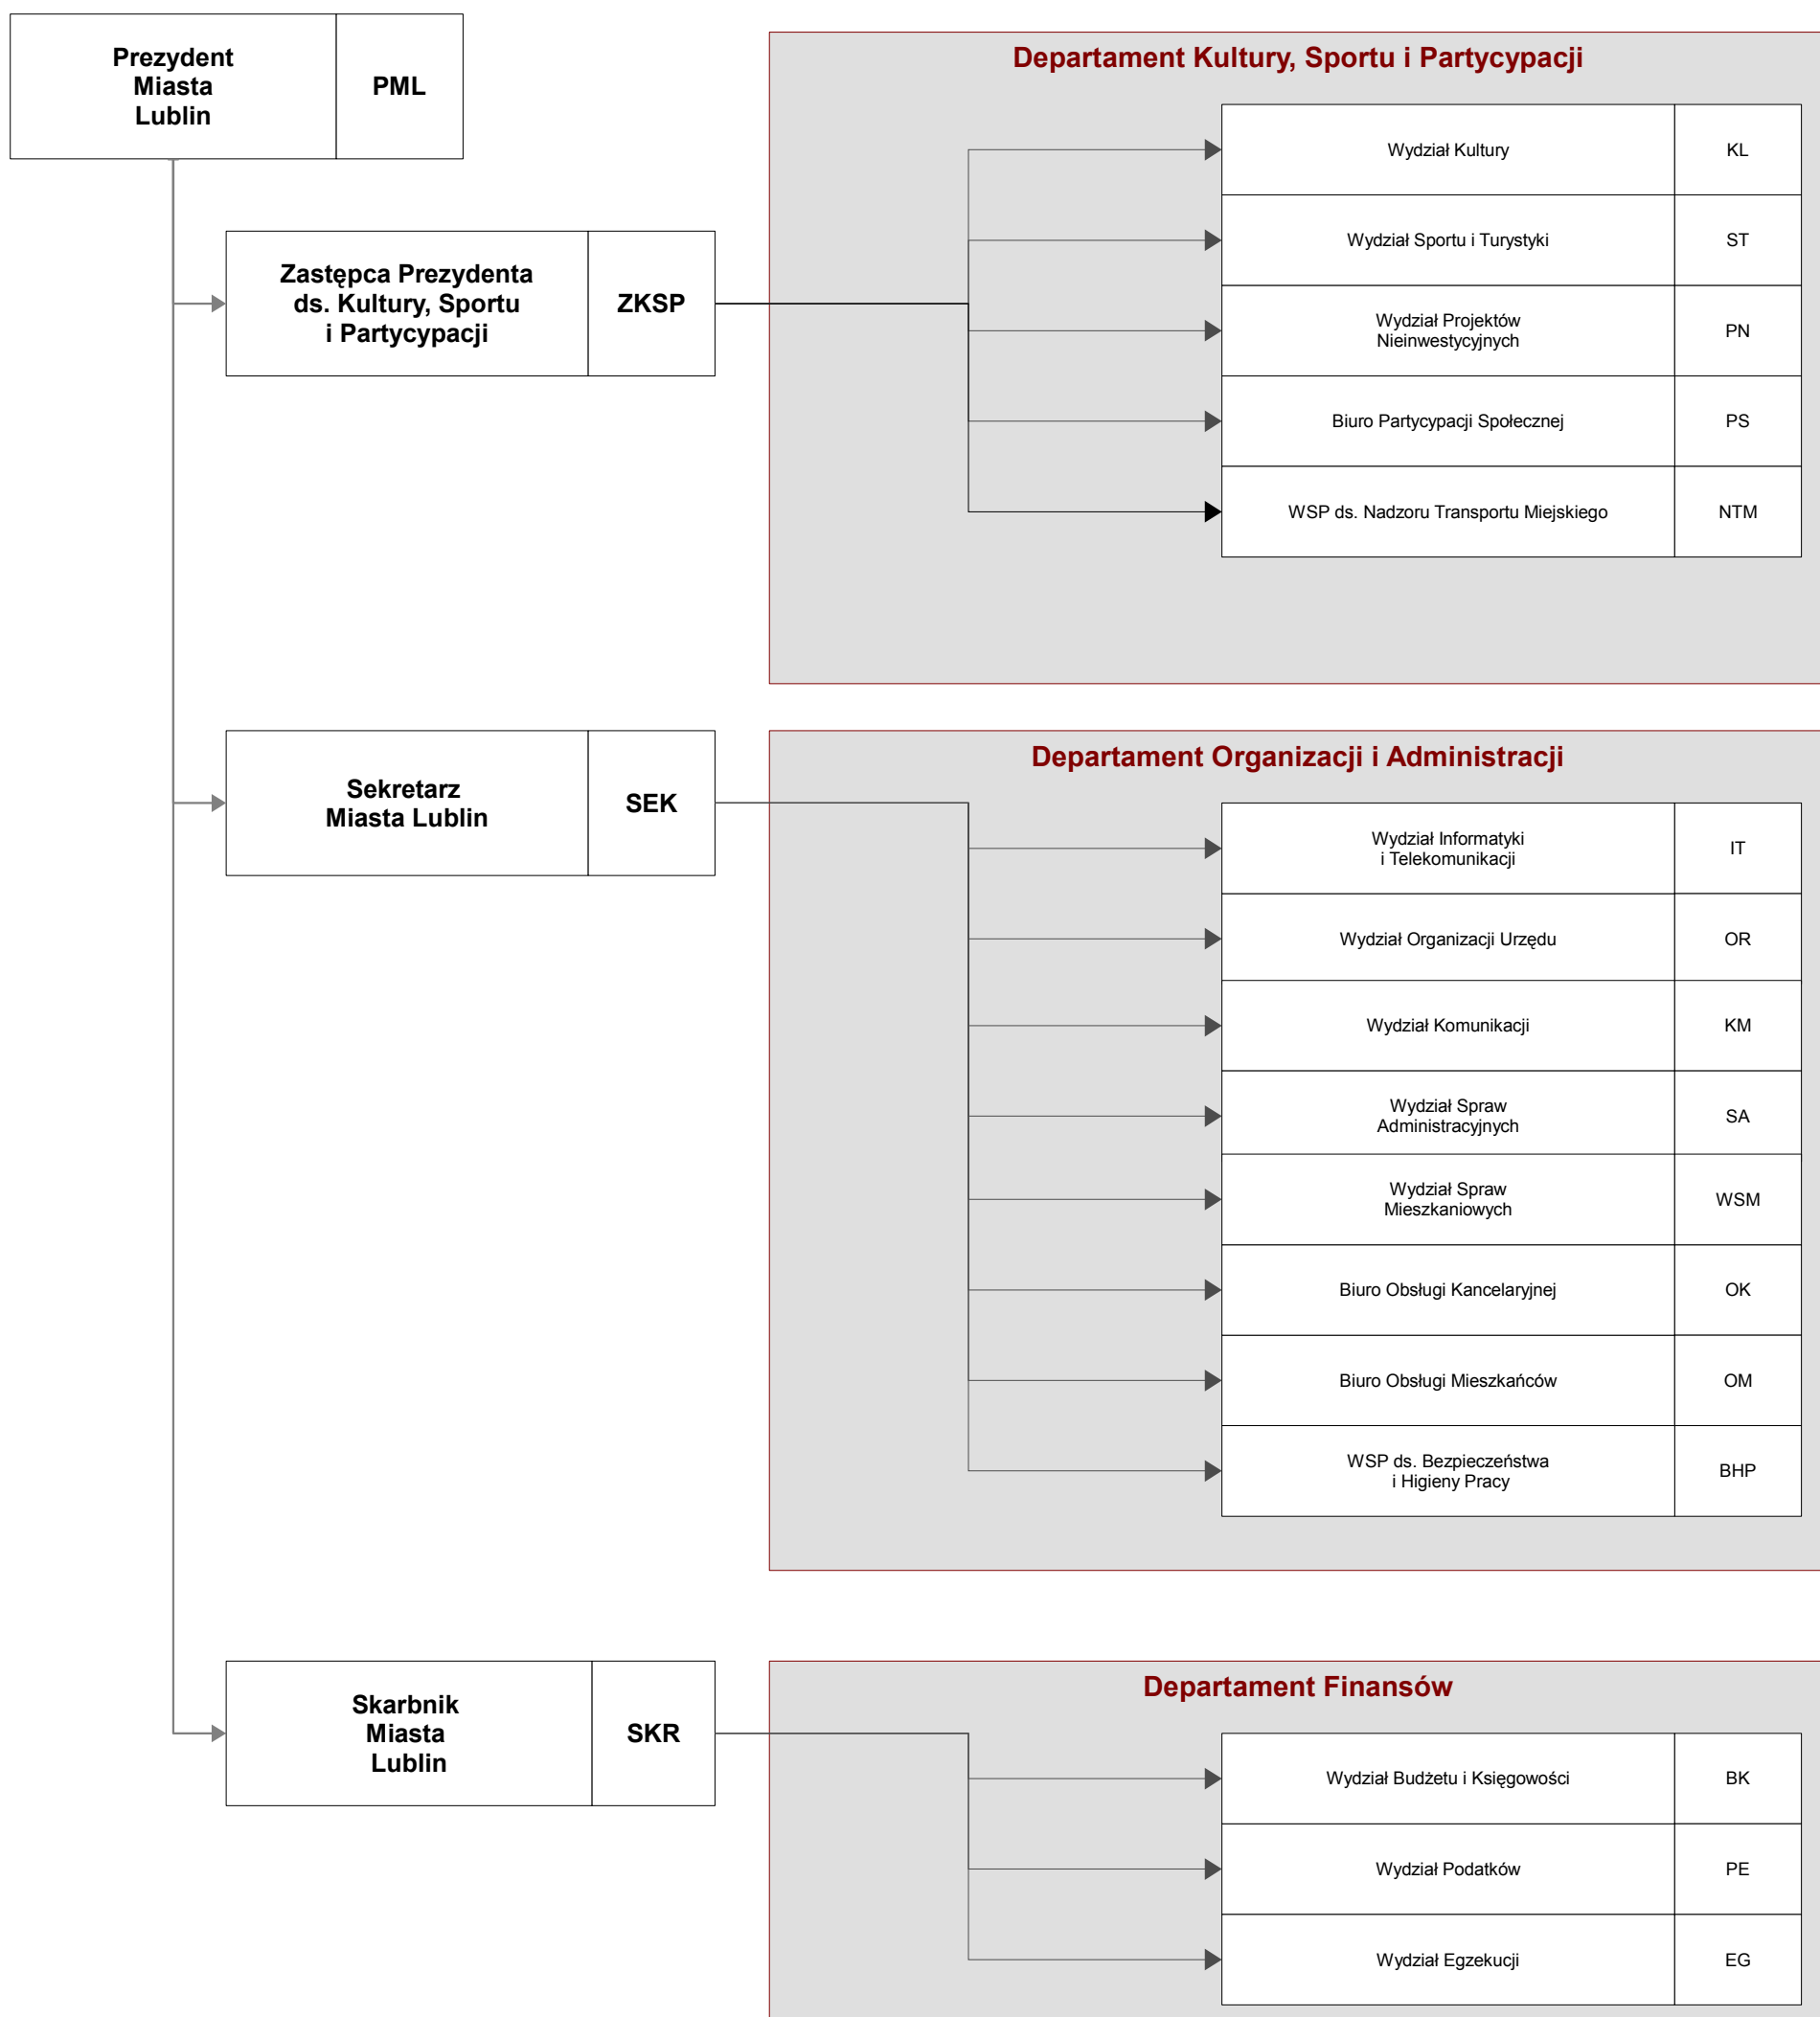 Prezydent
Miasta
Lublin
PML
Departament Kultury, Sportu i Partycypacji
Wydział Kultury
KL
Wydział Sportu i Turystyki
ST
Zastępca Prezydenta
ds. Kultury, Sportu
i Partycypacji
ZKSP
Wydział Projektów
Nieinwestycyjnych
PN
Biuro Partycypacji Społecznej
PS
WSP ds. Nadzoru Transportu Miejskiego
NTM
Departament Organizacji i Administracji
Sekretarz
Miasta Lublin
SEK
Wydział Informatyki
i Telekomunikacji
IT
Wydział Organizacji Urzędu
OR
Wydział Komunikacji
KM
Wydział Spraw
Administracyjnych
SA
Wydział Spraw
Mieszkaniowych
WSM
Biuro Obsługi Kancelaryjnej
OK
Biuro Obsługi Mieszkańców
OM
WSP ds. Bezpieczeństwa
i Higieny Pracy
BHP
Departament Finansów
Skarbnik
Miasta
Lublin
SKR
Wydział Budżetu i Księgowości
BK
Wydział Podatków
PE
Wydział Egzekucji
EG